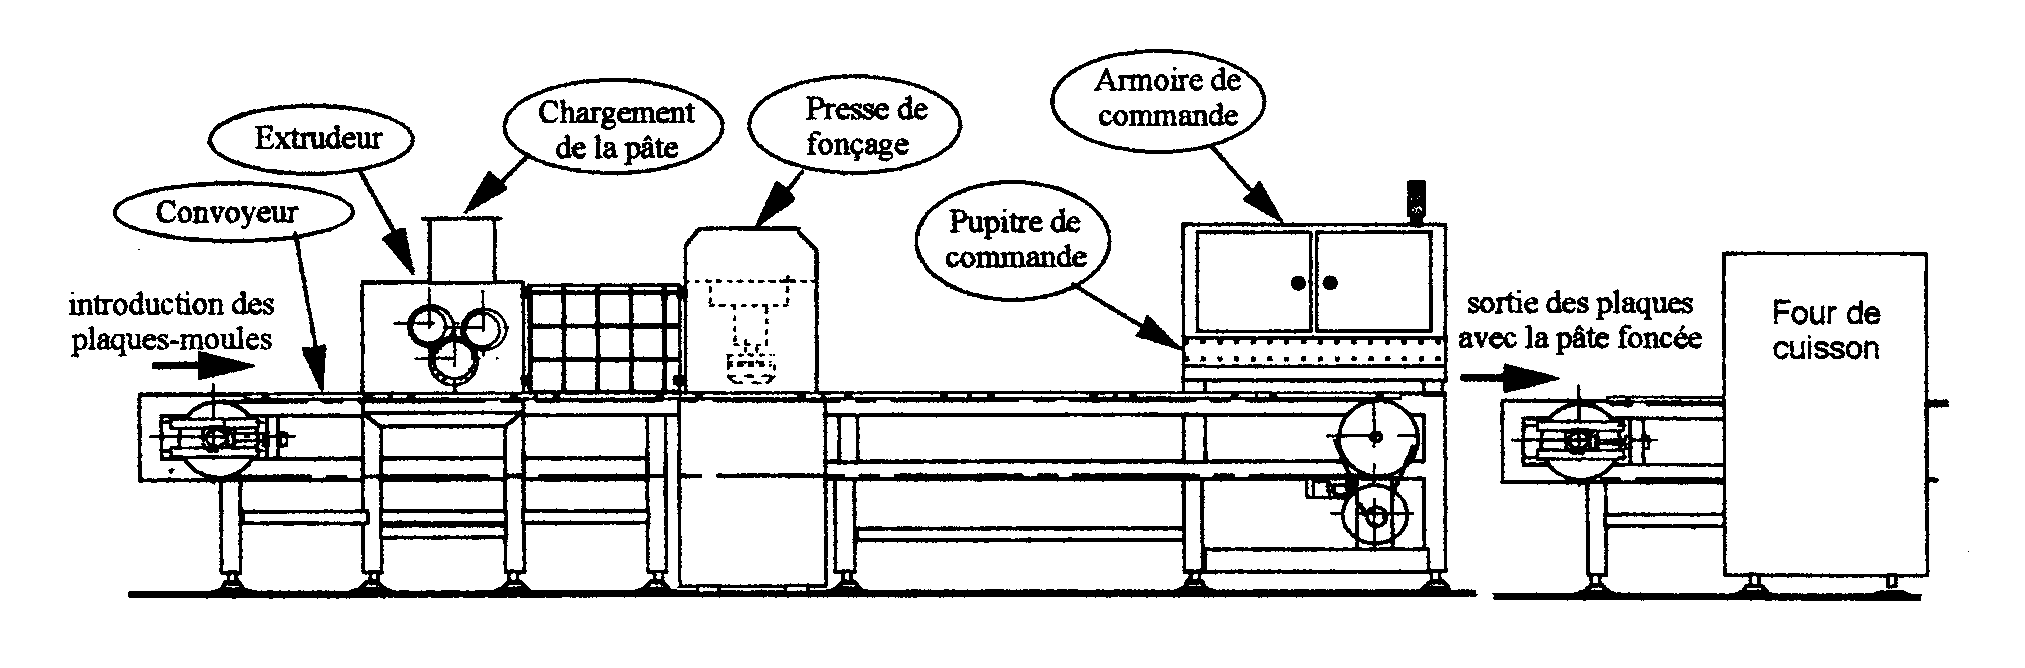 Armoire de
commande
Chargement
de la pâte
Presse de
fonçage
Extrudeur
Convoyeur
Pupitre de
commande
introduction des
plaques-moules
sortie des plaques
avec la pâte foncée
Four de
cuisson